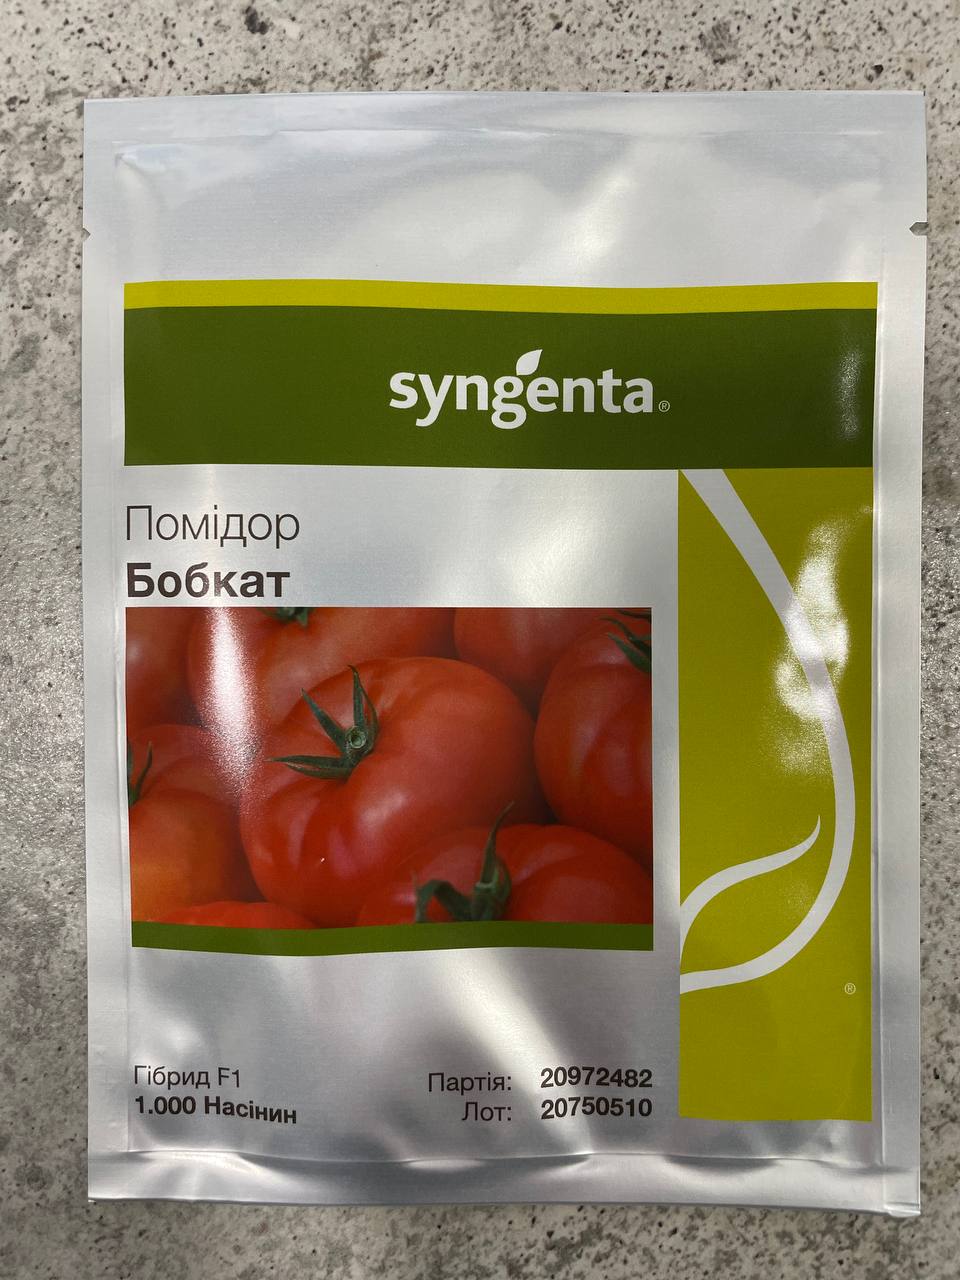 syngenta®
Помідор
Бобкат
®
Гібрид F1
1.000 Насінин
Партія: 20972482
Лот: 20750510